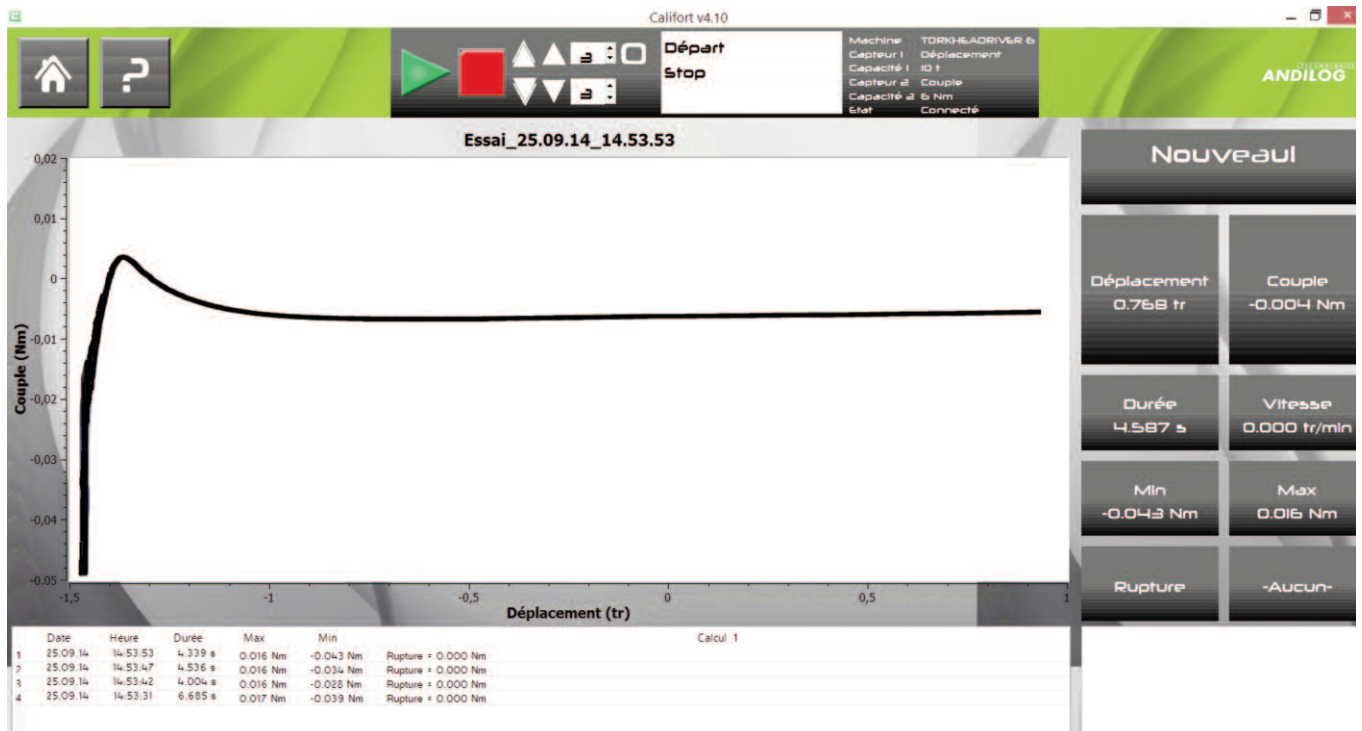 Califort v4.10
3
3
Départ
Stop
Machine TORKHEADRIVER 6
Capteur 1 Déplacement
Capacité 1 10 t
Capteur 2 Couple
Capacité 2 6 Nm
Etat Connecté
ANDILOG
Essai_25.09.14_14.53.53
Nouveau1
0,02
0,01
0
-0,01
-0,02
-0,03
-0,04
-0.05
Couple (Nm)
-1,5 -1 -0,5 0 0,5 1
Déplacement (tr)
Déplacement
0.768 tr
Couple
-0.004 Nm
Durée
4.587 s
Vitesse
0.000 tr/min
Min
-0.043 Nm
Max
0.016 Nm
Rupture
-Aucun-
Date Heure Durée Max Min Calcul 1
1 25.09.14 14:53:53 4.339 s 0.016 Nm -0.043 Nm Rupture = 0.000 Nm
2 25.09.14 14:53:47 4.536 s 0.016 Nm -0.034 Nm Rupture = 0.000 Nm
3 25.09.14 14:53:42 4.004 s 0.016 Nm -0.028 Nm Rupture = 0.000 Nm
4 25.09.14 14:53:31 6.685 s 0.017 Nm -0.039 Nm Rupture = 0.000 Nm